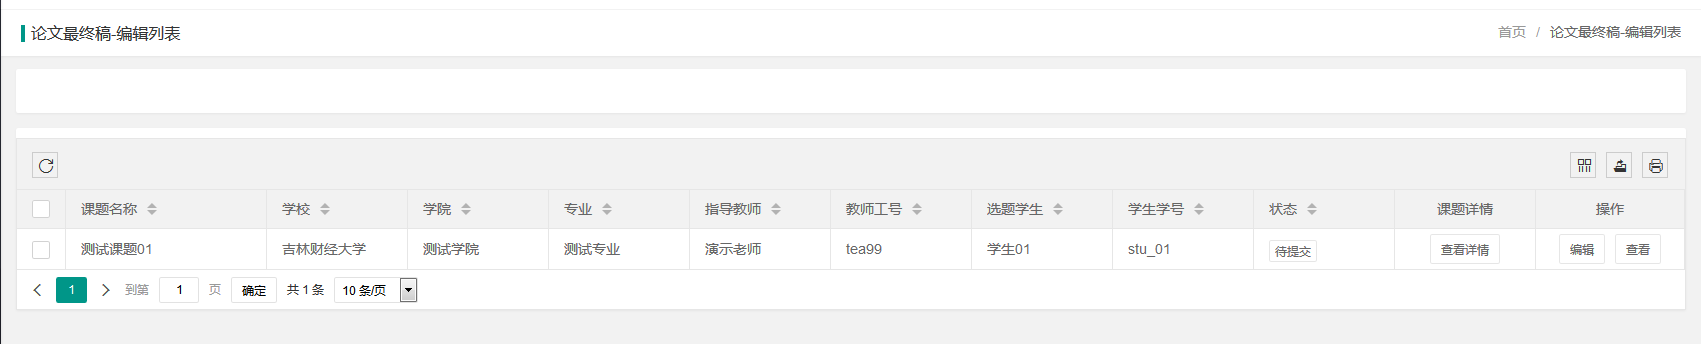 论文最终稿-编辑列表
首页 / 论文最终稿-编辑列表
课题名称 学校 学院 专业 指导教师 教师工号 选题学生 学生学号 状态 课题详情 操作
测试课题01 吉林财经大学 测试学院 测试专业 演示老师 tea99 学生01 stu_01 待提交 查看详情 编辑 查看
1 到第 1 页 确定 共 1 条 10 条/页